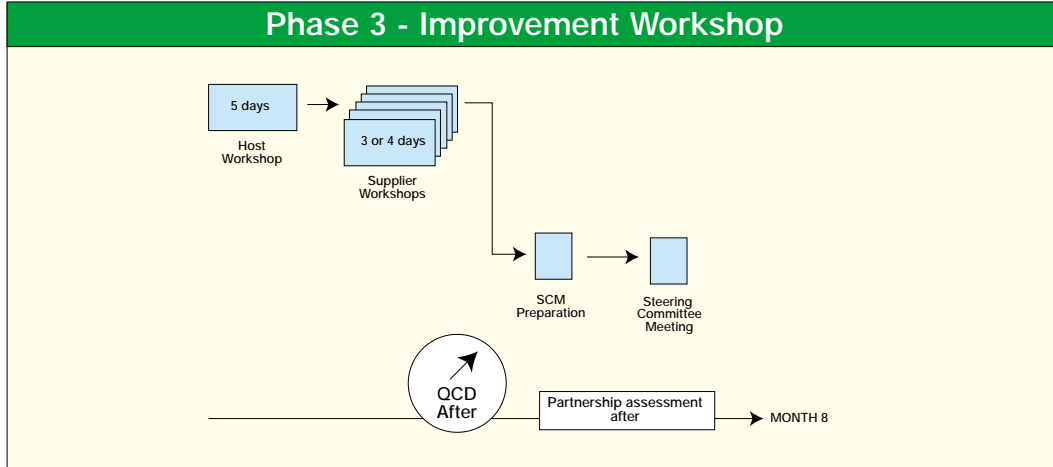 Phase 3 - Improvement Workshop
5 days
Host
Workshop
3 or 4 days
Supplier
Workshops
SCM
Preparation
Steering
Committee
Meeting
QCD
After
Partnership assessment
after
MONTH 8